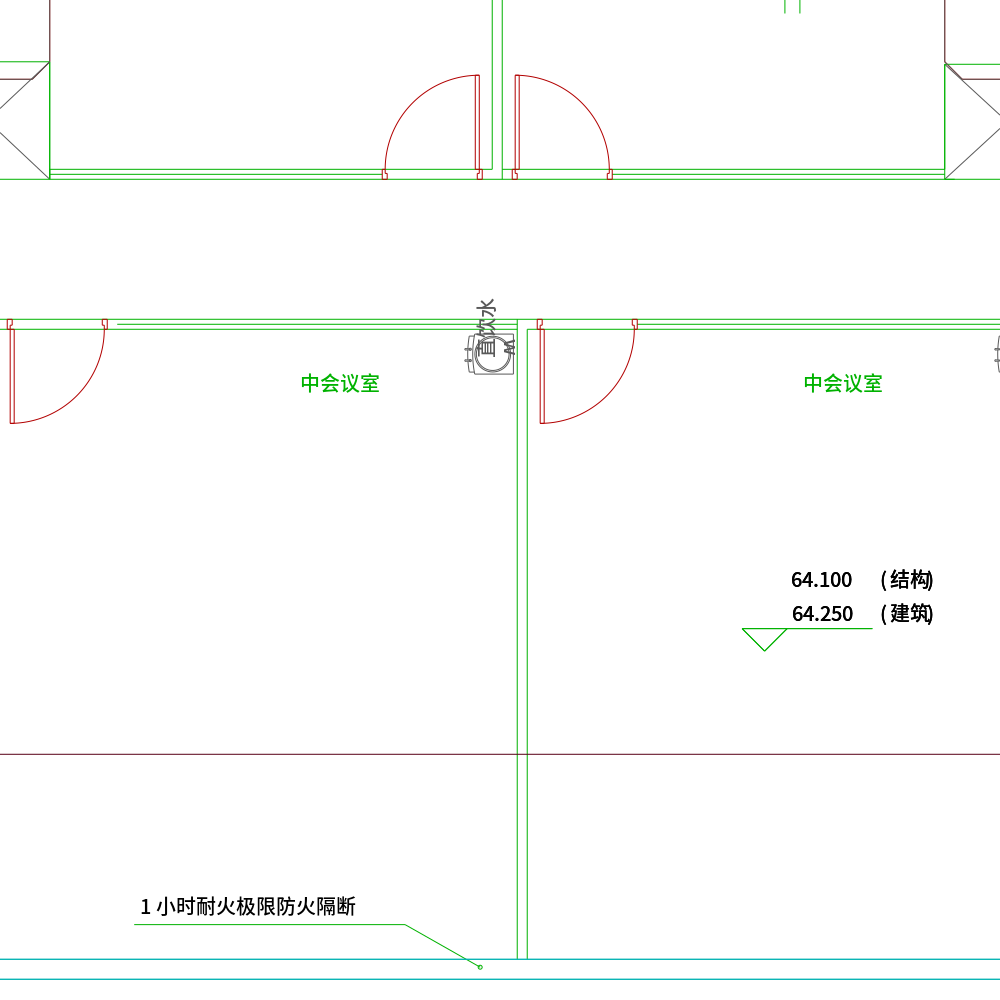 直饮水
中会议室
中会议室
64.100 (结构)
64.250 (建筑)
1 小时耐火极限防火隔断